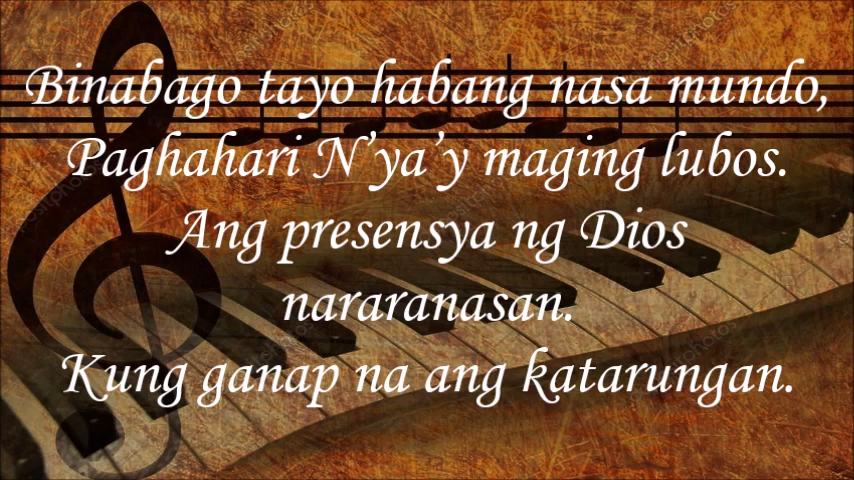 Binabago tayo habang nasa mundo,
Paghahari N’ya’y maging lubos.
Ang presensya ng Dios
nararanasan.
Kung ganap na ang katarungan.